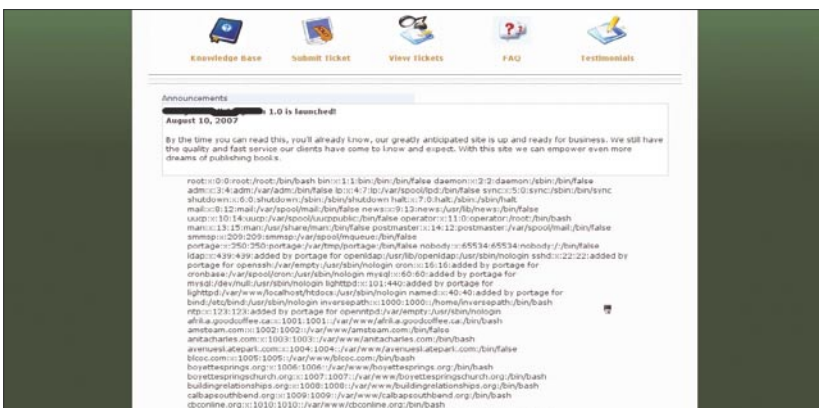 Knowledge Base Submit Ticket View Tickets FAQ Testimonials
Announcements
1.0 is launched!
August 10, 2007
By the time you can read this, you'll already know, our greatly anticipated site is up and ready for business. We still have
the quality and fast service our clients have come to know and expect. With this site we can empower even more
dreams of publishing books.
root:x:0:0:root:/root:/bin/bash bin:x:1:1:bin:/bin:/bin/false daemon:x:2:2:daemon:/sbin:/bin/false
adm:x:3:4:adm:/var/adm:/bin/false lp:x:4:7:lp:/var/spool/lpd:/bin/false sync:x:5:0:sync:/sbin:/bin/sync
shutdown:x:6:0:shutdown:/sbin:/sbin/shutdown halt:x:7:0:halt:/sbin:/sbin/halt
mail:x:8:12:mail:/var/spool/mail:/bin/false news:x:9:13:news:/usr/lib/news:/bin/false
uucp:x:10:14:uucp:/var/spool/uucppublic:/bin/false operator:x:11:0:operator:/root:/bin/bash
man:x:13:15:man:/usr/share/man:/bin/false postmaster:x:14:12:postmaster:/var/spool/mail:/bin/false
smmsp:x:209:209:smmsp:/var/spool/mqueue:/bin/false
portage:x:250:250:portage:/var/tmp/portage:/bin/false nobody:x:65534:65534:nobody:/:/bin/false
ldap:x:439:439:added by portage for openldap:/usr/lib/openldap:/usr/sbin/nologin sshd:x:22:22:added by
portage for openssh:/var/empty:/usr/sbin/nologin cron:x:16:16:added by portage for
cronbase:/var/spool/cron:/usr/sbin/nologin mysql:x:60:60:added by portage for
mysql:/dev/null:/usr/sbin/nologin lighttpd:x:101:440:added by portage for
lighttpd:/var/www/localhost/htdocs:/usr/sbin/nologin named:x:40:40:added by portage for
bind:/etc/bind:/usr/sbin/nologin inversepath:x:1000:1000::/home/inversepath:/bin/bash
ntp:x:123:123:added by portage for openntpd:/var/empty:/usr/sbin/nologin
afrika.goodcoffee.ca:x:1001:1001::/var/www/afrika.goodcoffee.ca:/bin/bash
amsteam.com:x:1002:1002::/var/www/amsteam.com:/bin/false
anitacharles.com:x:1003:1003::/var/www/anitacharles.com:/bin/bash
avenueskatepark.com:x:1004:1004::/var/www/avenueskatepark.com:/bin/false
blcoc.com:x:1005:1005::/var/www/blcoc.com:/bin/bash
boyettesprings.org:x:1006:1006::/var/www/boyettesprings.org:/bin/bash
boyettespringschurch.org:x:1007:1007::/var/www/boyettespringschurch.org:/bin/bash
buildingrelationships.org:x:1008:1008::/var/www/buildingrelationships.org:/bin/bash
calbapsouthbend.org:x:1009:1009::/var/www/calbapsouthbend.org:/bin/bash
cbconline.org:x:1010:1010::/var/www/cbconline.org:/bin/bash